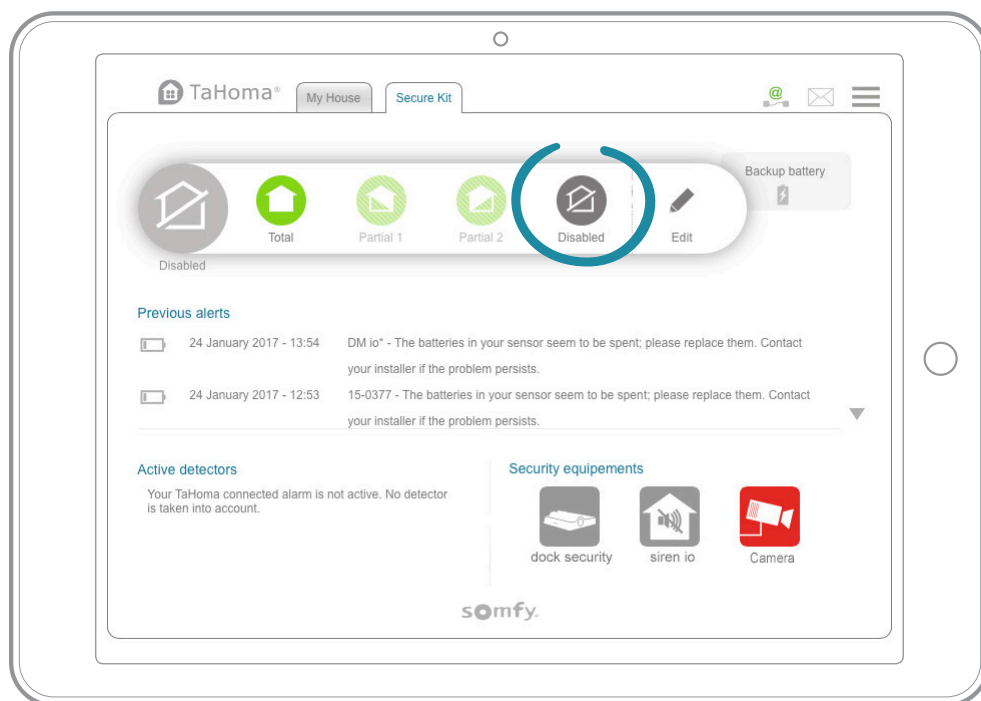 TaHoma®
My House
Secure Kit
@
Backup battery
Total
Partial 1
Partial 2
Disabled
Edit
Disabled
Previous alerts
24 January 2017 - 13:54
DM io* - The batteries in your sensor seem to be spent; please replace them. Contact
your installer if the problem persists.
24 January 2017 - 12:53
15-0377 - The batteries in your sensor seem to be spent; please replace them. Contact
your installer if the problem persists.
Active detectors
Your TaHoma connected alarm is not active. No detector
is taken into account.
Security equipements
dock security
siren io
Camera
somfy.